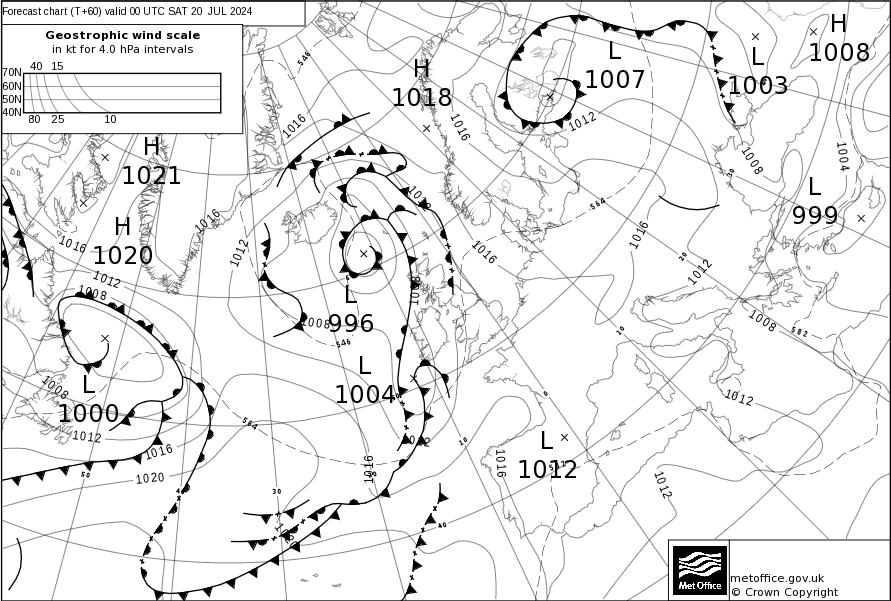 Forecast chart (T+60) valid 00 UTC SAT 20 JUL 2024
Geostrophic wind scale
in kt for 4.0 hPa intervals
40 15
70N
60N
50N
40N
80 25 10
H
1021
H
1020
H
1018
L
1007
L
1003
H
1008
L
999
L
996
L
1004
L
1000
L
1012
546
1016
1016
1016
1016
1012
1012
1008
1012
564
1008
1004
1016
1012
1016
1008
582
1012
1008
1008
546
1008
1012
1016
1020
564
1016
1016
1012
50
40
30
40
10
0
10
20
30
Met Office
metoffice.gov.uk
© Crown Copyright